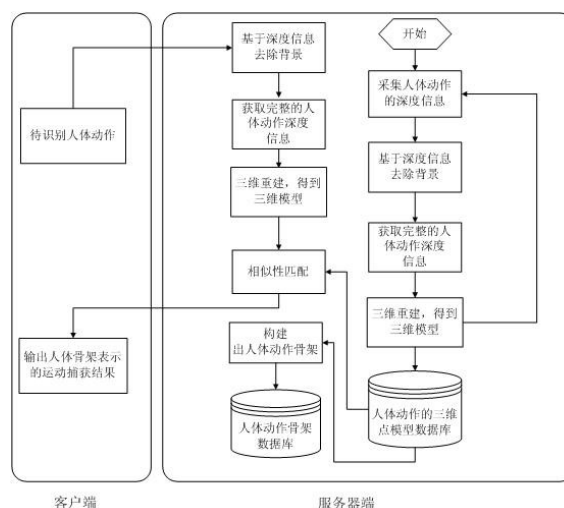 基于深度信息
去除背景
开始
采集人体动作
的深度信息
待识别人体动作
获取完整的人
体动作深度
信息
基于深度信息
去除背景
三维重建，得到
三维模型
获取完整的人
体动作深度
信息
相似性匹配
三维重建，得到
三维模型
输出人体骨架表示
的运动捕获结果
构建
出人体动作骨架
人体动作骨架
数据库
人体动作的三维
点模型数据库
客户端
服务器端